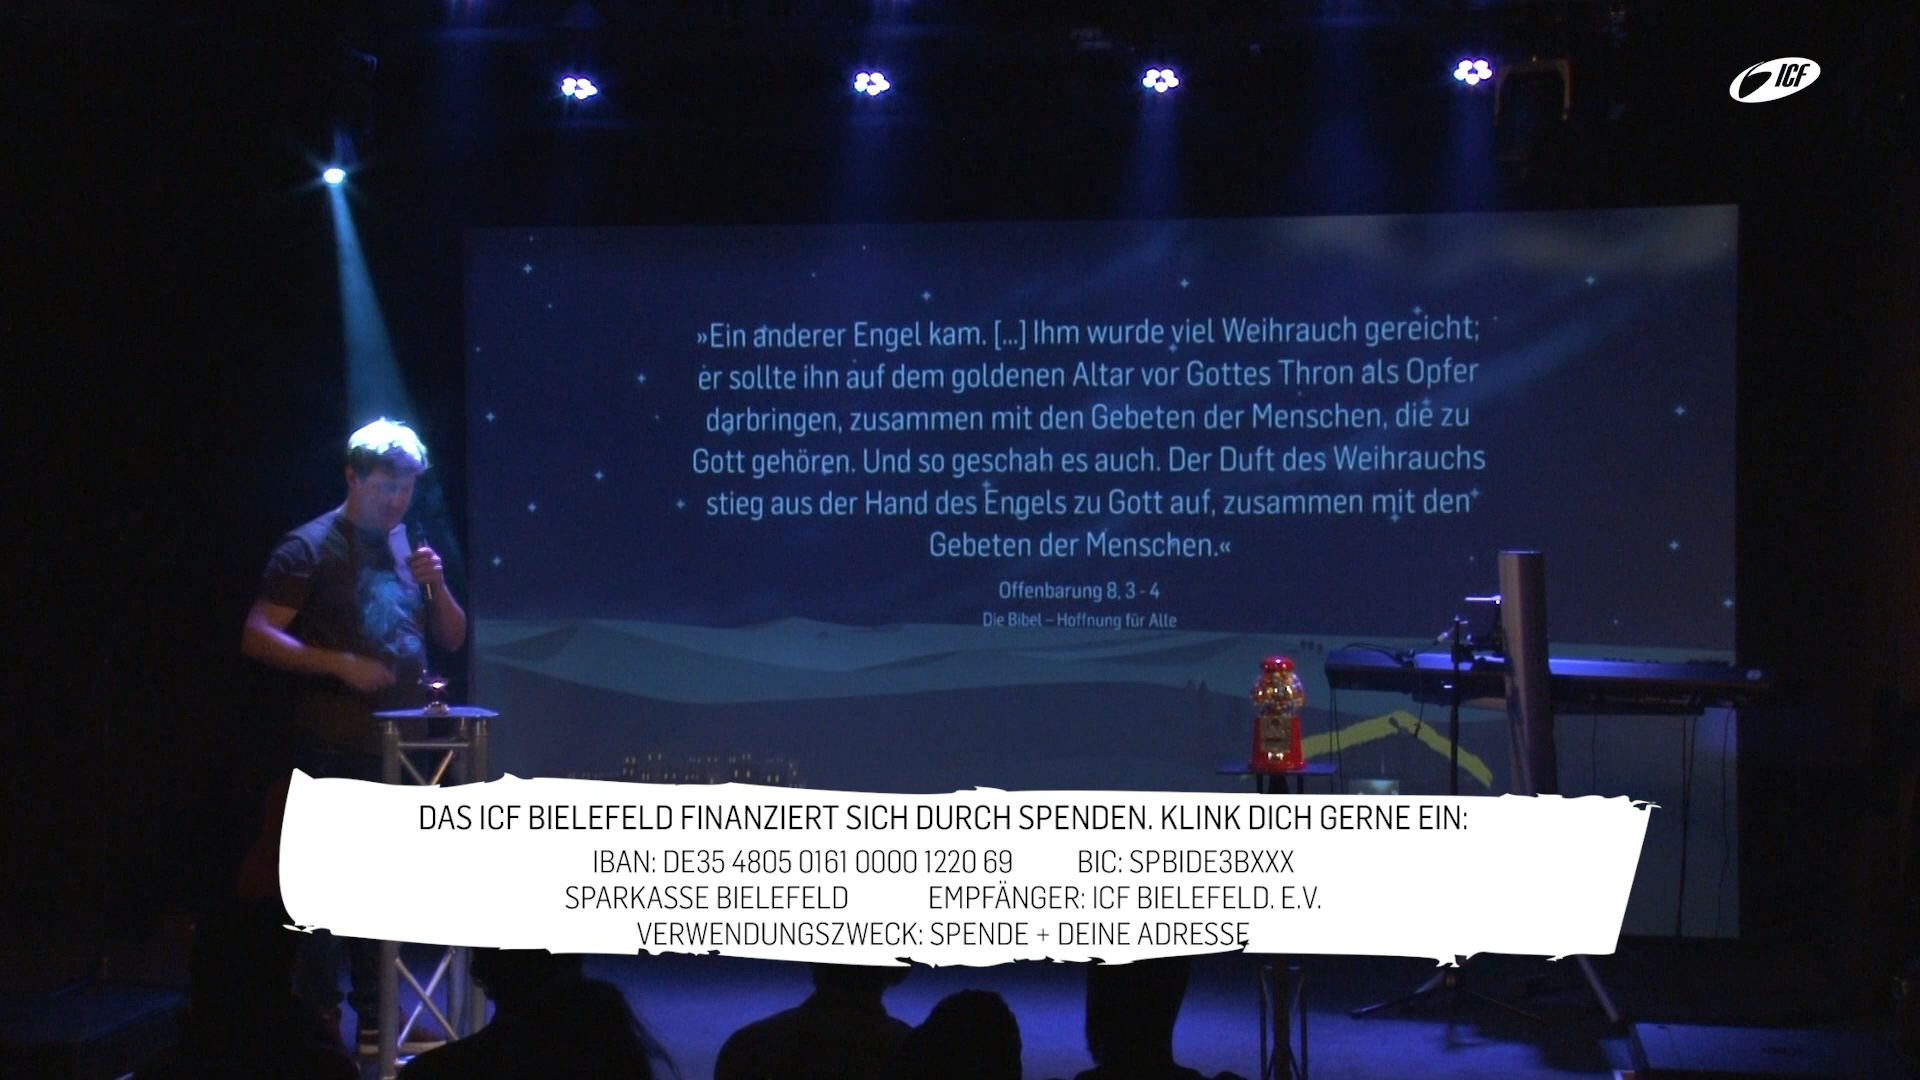 ICF
»Ein anderer Engel kam. [...] Ihm wurde viel Weihrauch gereicht;
er sollte ihn auf dem goldenen Altar vor Gottes Thron als Opfer
darbringen, zusammen mit den Gebeten der Menschen, die zu
Gott gehören. Und so geschah es auch. Der Duft des Weihrauchs
stieg aus der Hand des Engels zu Gott auf, zusammen mit den
Gebeten der Menschen.«
Offenbarung 8, 3 - 4
Die Bibel – Hoffnung für Alle
DAS ICF BIELEFELD FINANZIERT SICH DURCH SPENDEN. KLINK DICH GERNE EIN:
IBAN: DE35 4805 0161 0000 1220 69 BIC: SPBIDE3BXXX
SPARKASSE BIELEFELD EMPFÄNGER: ICF BIELEFELD. E.V.
VERWENDUNGSZWECK: SPENDE + DEINE ADRESSE